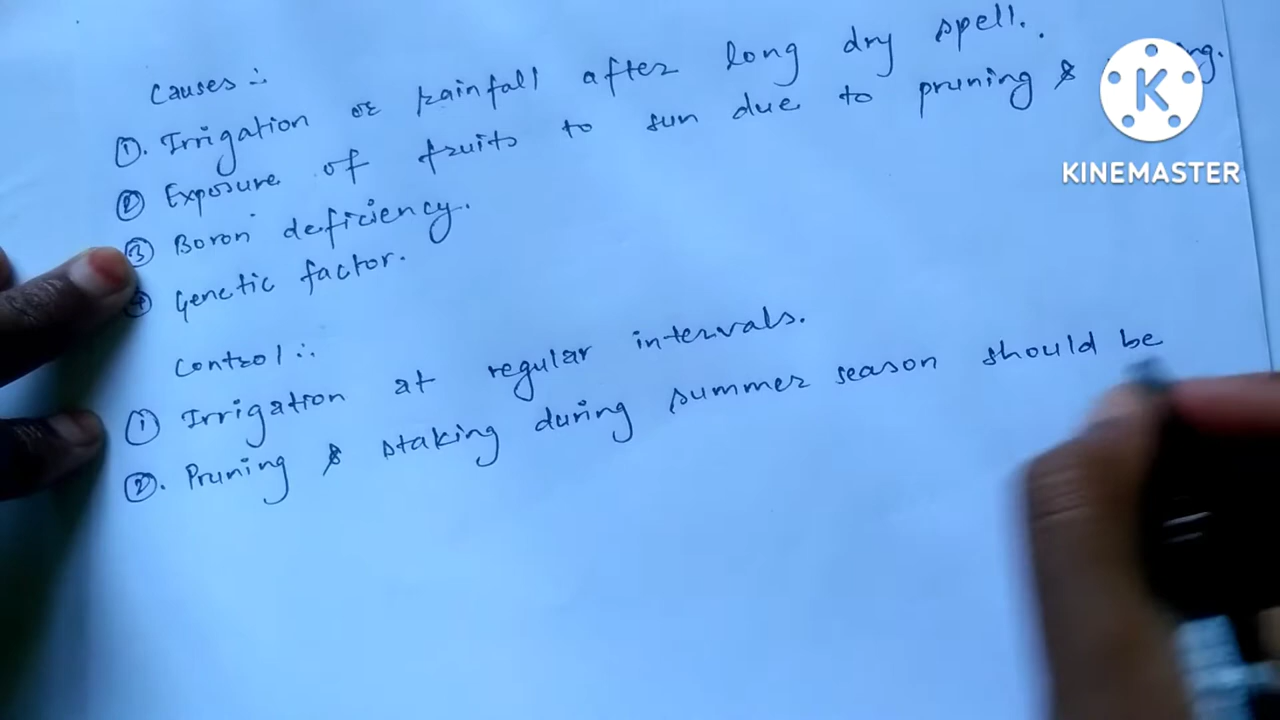 Causes:-
①. Irrigation or rainfall after long dry spell.
② Exposure of fruits to sun due to pruning &
③ Boron deficiency.
④ Genetic factor.
Control:-
① Irrigation at regular intervals.
②. Pruning & staking during summer season should be
K
KINEMASTER